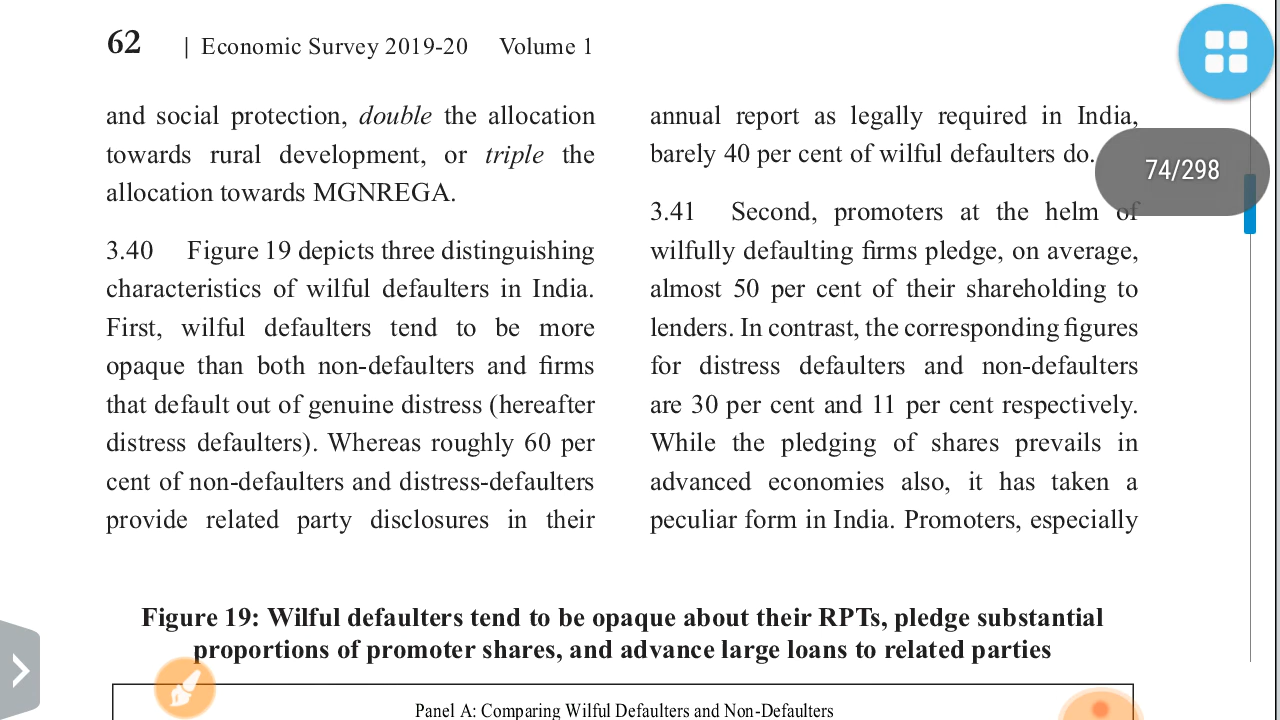 62 | Economic Survey 2019-20 Volume 1
and social protection, double the allocation
towards rural development, or triple the
allocation towards MGNREGA.
3.40 Figure 19 depicts three distinguishing
characteristics of wilful defaulters in India.
First, wilful defaulters tend to be more
opaque than both non-defaulters and firms
that default out of genuine distress (hereafter
distress defaulters). Whereas roughly 60 per
cent of non-defaulters and distress-defaulters
provide related party disclosures in their
annual report as legally required in India,
barely 40 per cent of wilful defaulters do.
74/298
3.41 Second, promoters at the helm of
wilfully defaulting firms pledge, on average,
almost 50 per cent of their shareholding to
lenders. In contrast, the corresponding figures
for distress defaulters and non-defaulters
are 30 per cent and 11 per cent respectively.
While the pledging of shares prevails in
advanced economies also, it has taken a
peculiar form in India. Promoters, especially
Figure 19: Wilful defaulters tend to be opaque about their RPTs, pledge substantial
proportions of promoter shares, and advance large loans to related parties
Panel A: Comparing Wilful Defaulters and Non-Defaulters